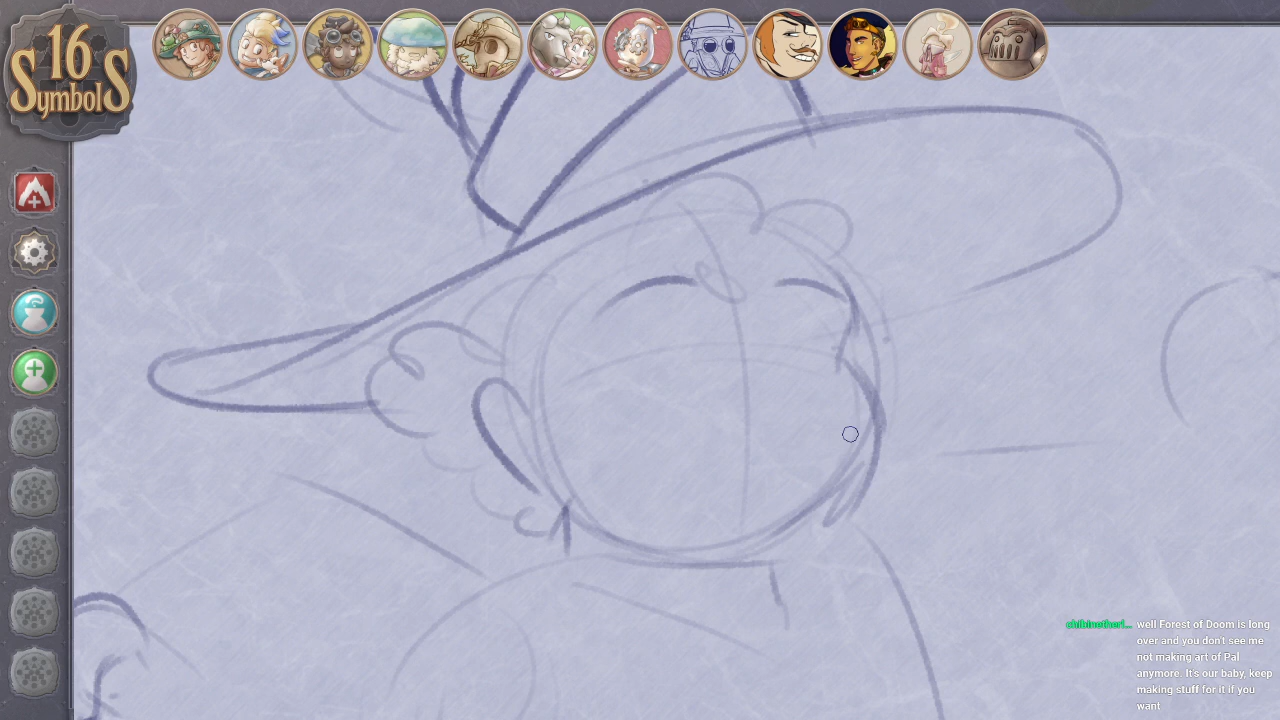 16
Symbols
well Forest of Doom is long
over and you don't see me
not making art of Pal
anymore. It's our baby, keep
making stuff for it if you
want